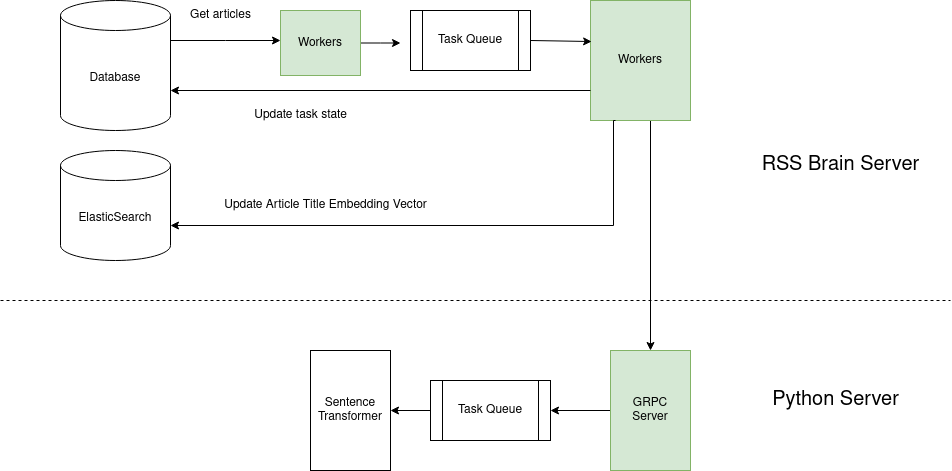 Get articles
Database
Workers
Task Queue
Workers
Update task state
RSS Brain Server
ElasticSearch
Update Article Title Embedding Vector
Sentence
Transformer
Task Queue
GRPC
Server
Python Server